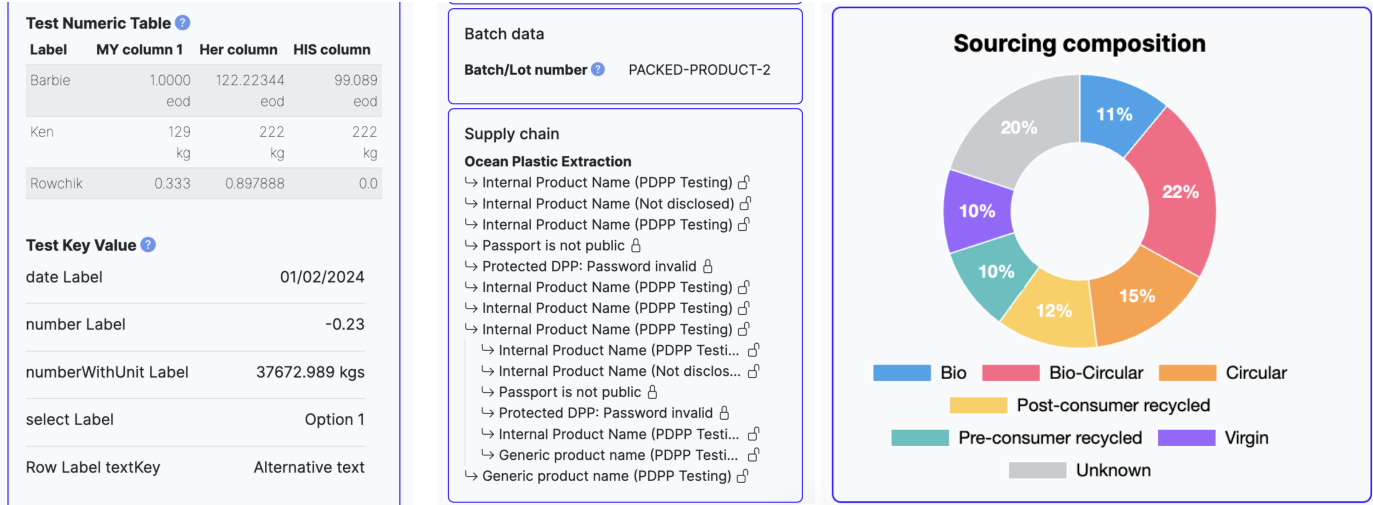 Test Numeric Table ?
Label MY column 1 Her column HIS column
Barbie 1.0000 122.22344 99.089
eod eod eod
Ken 129 222 222
kg kg kg
Rowchik 0.333 0.897888 0.0
Test Key Value ?
date Label 01/02/2024
number Label -0.23
numberWithUnit Label 37672.989 kgs
select Label Option 1
Row Label textKey Alternative text
Batch data
Batch/Lot number ? PACKED-PRODUCT-2
Supply chain
Ocean Plastic Extraction
Internal Product Name (PDPP Testing)
Internal Product Name (Not disclosed)
Internal Product Name (PDPP Testing)
Passport is not public
Protected DPP: Password invalid
Internal Product Name (PDPP Testing)
Internal Product Name (PDPP Testing)
Internal Product Name (PDPP Testing)
Internal Product Name (PDPP Testi...
Internal Product Name (Not disclos...
Passport is not public
Protected DPP: Password invalid
Internal Product Name (PDPP Testi...
Generic product name (PDPP Testi...
Generic product name (PDPP Testing)
Sourcing composition
11%
22%
15%
12%
10%
10%
20%
Bio Bio-Circular Circular
Post-consumer recycled
Pre-consumer recycled Virgin
Unknown